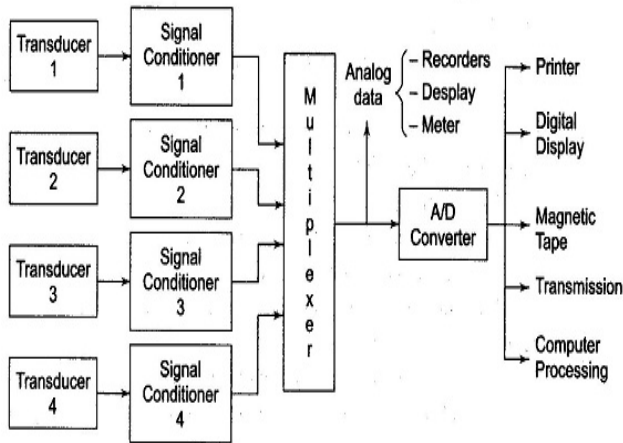 Transducer
1
Signal
Conditioner
1
Transducer
2
Signal
Conditioner
2
Transducer
3
Signal
Conditioner
3
Transducer
4
Signal
Conditioner
4
Multiplexer
Analog
data
– Recorders
– Desplay
– Meter
A/D
Converter
Printer
Digital
Display
Magnetic
Tape
Transmission
Computer
Processing